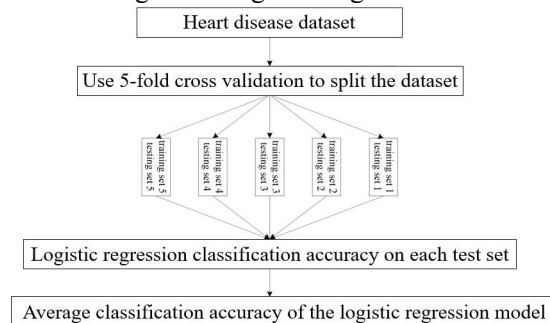 Heart disease dataset
Use 5-fold cross validation to split the dataset
training set 5
testing set 5
training set 4
testing set 4
training set 3
testing set 3
training set 2
testing set 2
training set 1
testing set 1
Logistic regression classification accuracy on each test set
Average classification accuracy of the logistic regression model